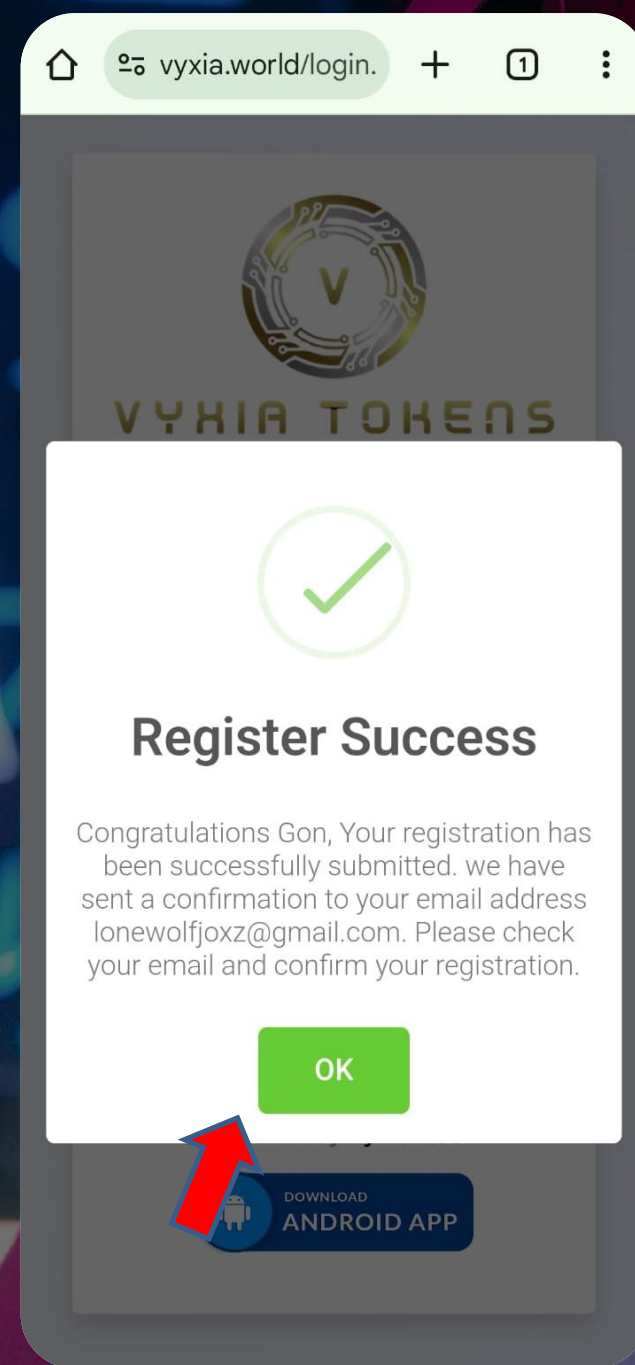 vyxia.world/login.
1
V
VYXIA TOKENS
Register Success
Congratulations Gon, Your registration has
been successfully submitted. we have
sent a confirmation to your email address
lonewolfjoxz@gmail.com. Please check
your email and confirm your registration.
OK
DOWNLOAD
ANDROID APP